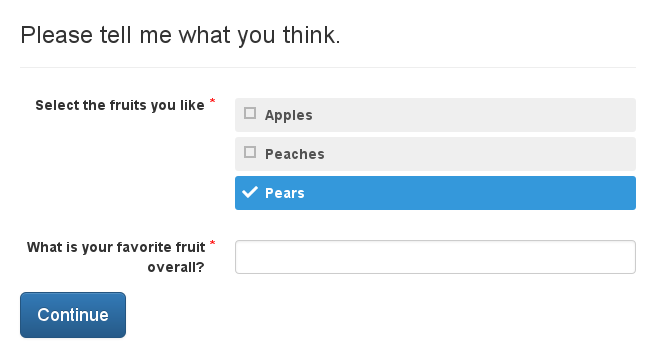 Please tell me what you think.
Select the fruits you like *
Apples
Peaches
Pears
What is your favorite fruit *
overall?
Continue